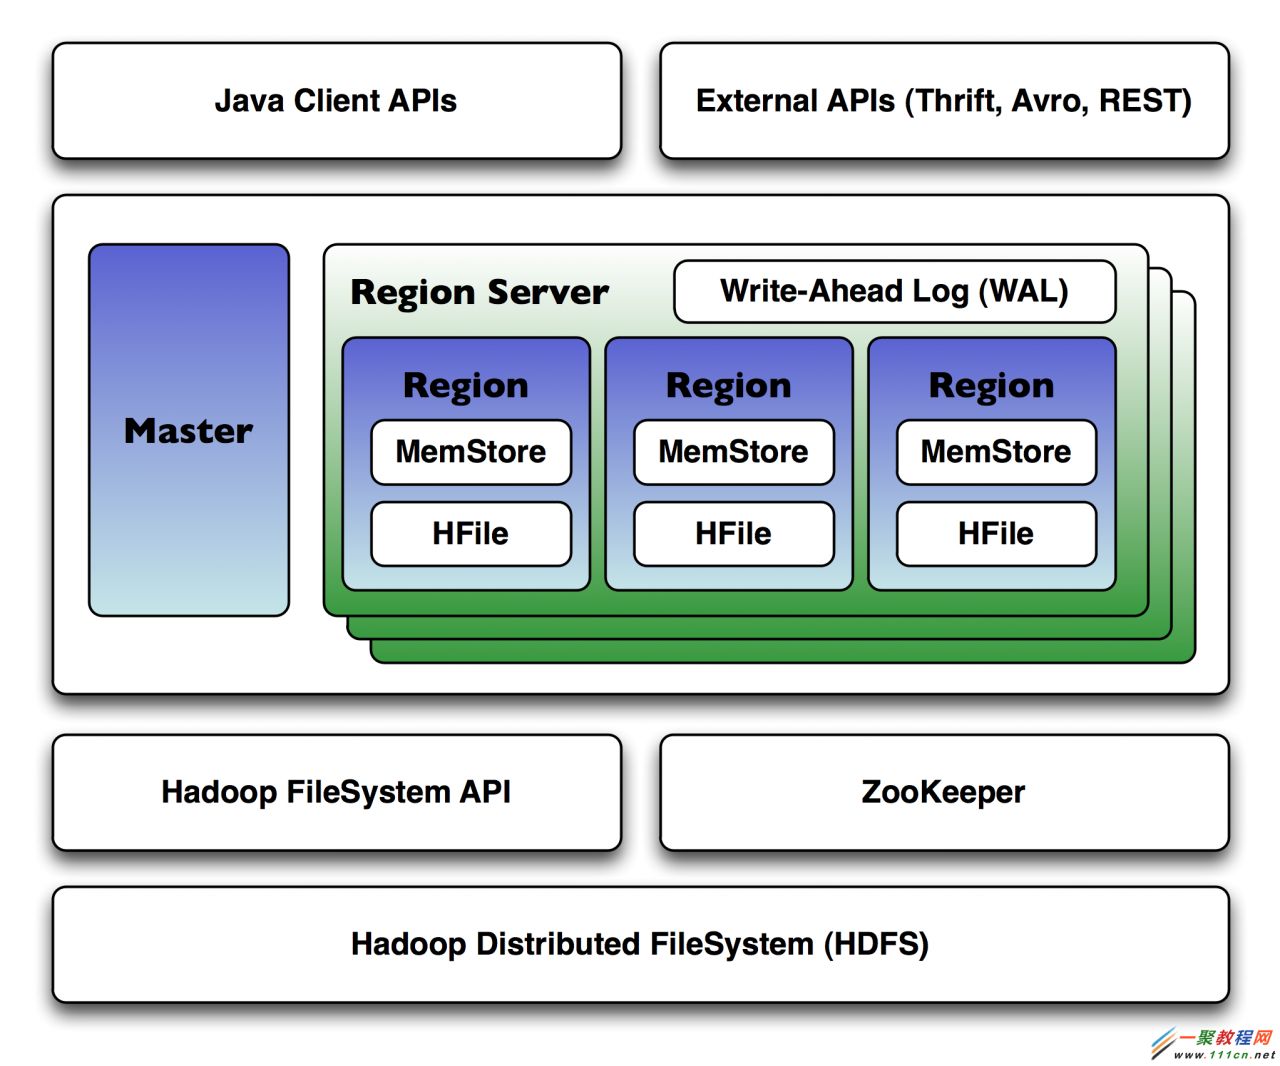 Java Client APIs
External APIs (Thrift, Avro, REST)
Region Server
Write-Ahead Log (WAL)
Master
Region
Region
Region
MemStore
MemStore
MemStore
HFile
HFile
HFile
Hadoop FileSystem API
ZooKeeper
Hadoop Distributed FileSystem (HDFS)
一聚教程网
www.111cn.net